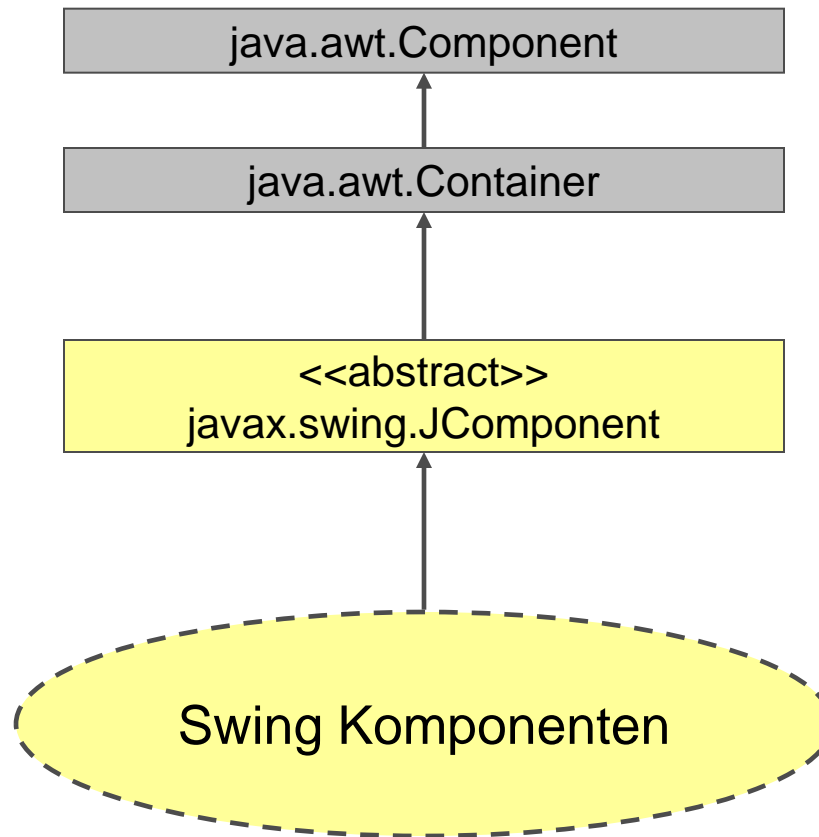 java.awt.Component
java.awt.Container
<<abstract>>
javax.swing.JComponent
Swing Komponenten